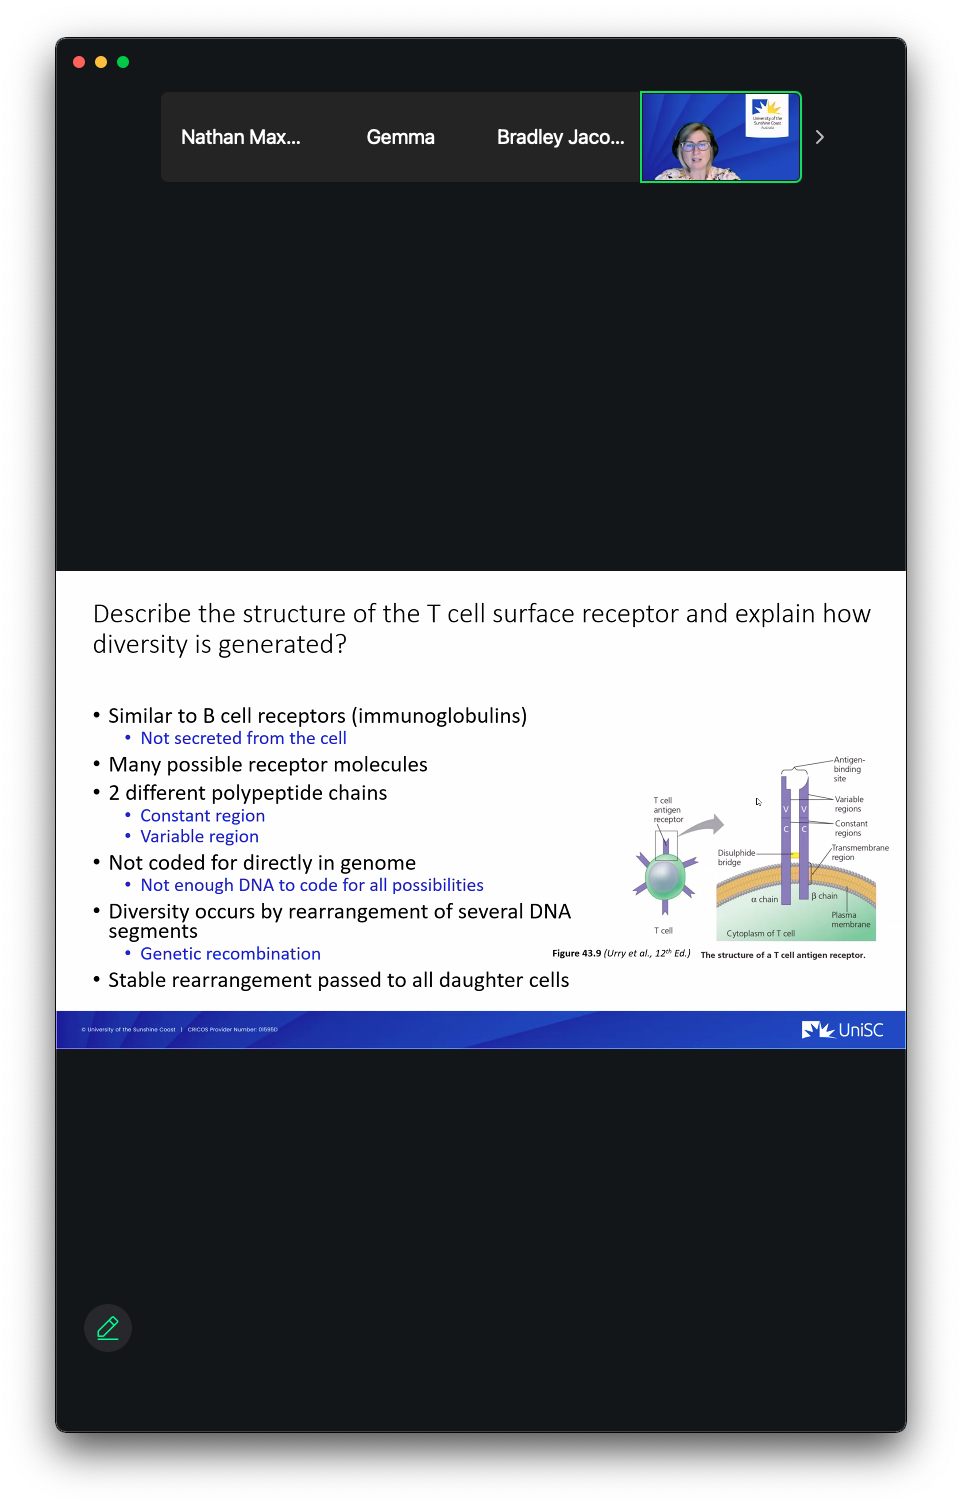 Nathan Max...
Gemma
Bradley Jaco...
University of the
Sunshine Coast
Australia
Describe the structure of the T cell surface receptor and explain how
diversity is generated?
• Similar to B cell receptors (immunoglobulins)
• Not secreted from the cell
• Many possible receptor molecules
• 2 different polypeptide chains
• Constant region
• Variable region
• Not coded for directly in genome
• Not enough DNA to code for all possibilities
• Diversity occurs by rearrangement of several DNA
segments
• Genetic recombination
• Stable rearrangement passed to all daughter cells
T cell
antigen
receptor
T cell
Antigen-
binding
site
Variable
regions
V V
Constant
regions
C C
Transmembrane
region
Disulphide
bridge
α chain
β chain
Plasma
membrane
Cytoplasm of T cell
Figure 43.9 (Urry et al., 12th Ed.) The structure of a T cell antigen receptor.
© University of the Sunshine Coast | CRICOS Provider Number: 01595D
UniSC